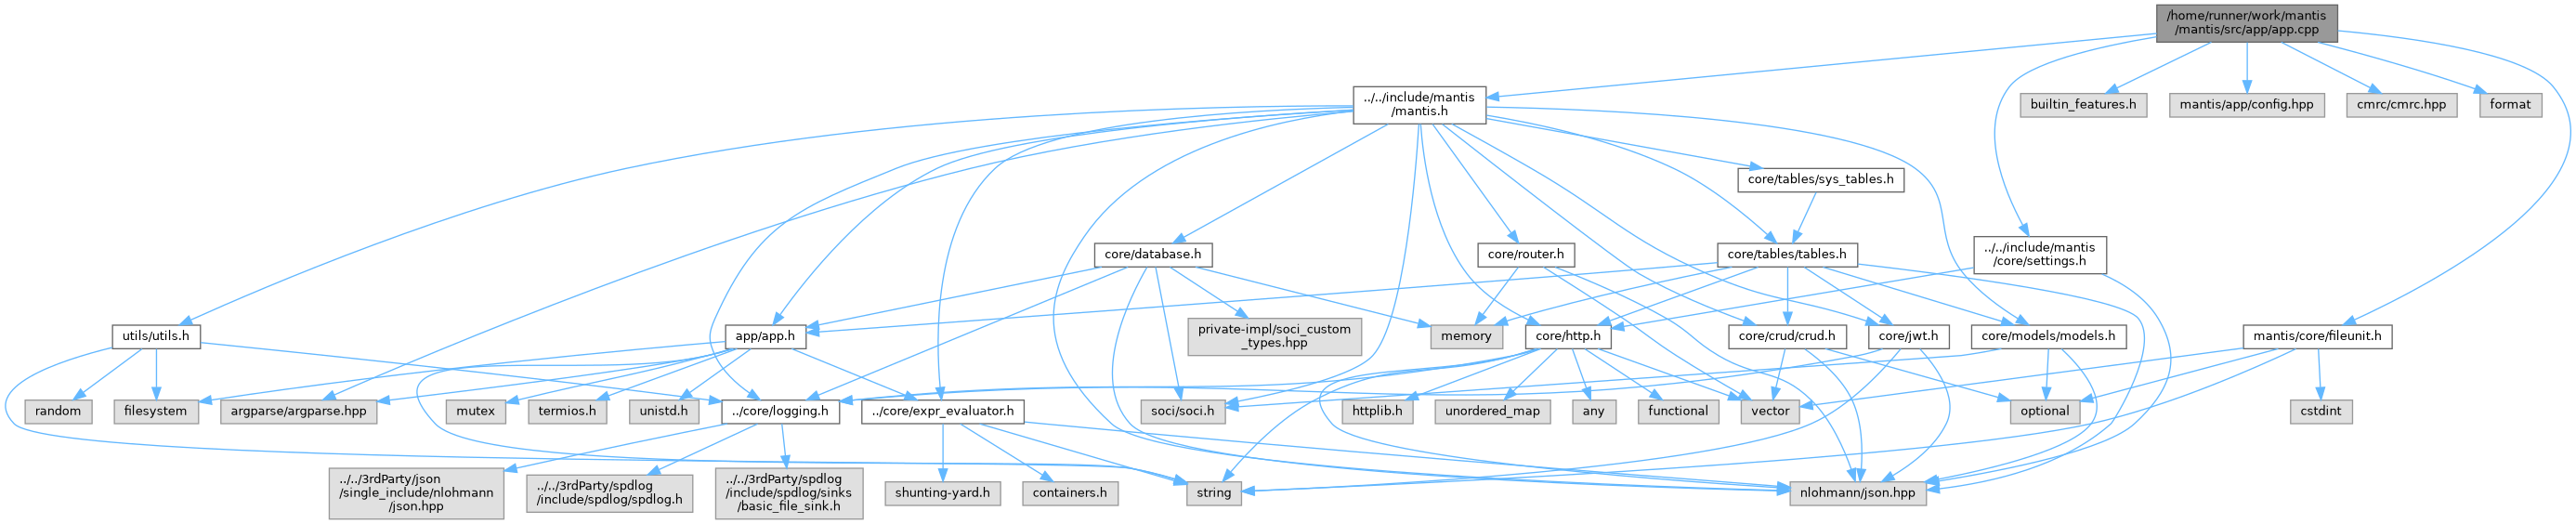 /home/runner/work/mantis
/mantis/src/app/app.cpp
../../include/mantis
/mantis.h
builtin_features.h
mantis/app/config.hpp
cmrc/cmrc.hpp
format
core/tables/sys_tables.h
core/database.h
core/router.h
core/tables/tables.h
../../include/mantis
/core/settings.h
utils/utils.h
app/app.h
private-impl/soci_custom
_types.hpp
memory
core/http.h
core/crud/crud.h
core/jwt.h
core/models/models.h
mantis/core/fileunit.h
random
filesystem
argparse/argparse.hpp
mutex
termios.h
unistd.h
../core/logging.h
../core/expr_evaluator.h
soci/soci.h
httplib.h
unordered_map
any
functional
vector
optional
cstdint
../../3rdParty/json
/single_include/nlohmann
/json.hpp
../../3rdParty/spdlog
/include/spdlog/spdlog.h
../../3rdParty/spdlog
/include/spdlog/sinks
/basic_file_sink.h
shunting-yard.h
containers.h
string
nlohmann/json.hpp